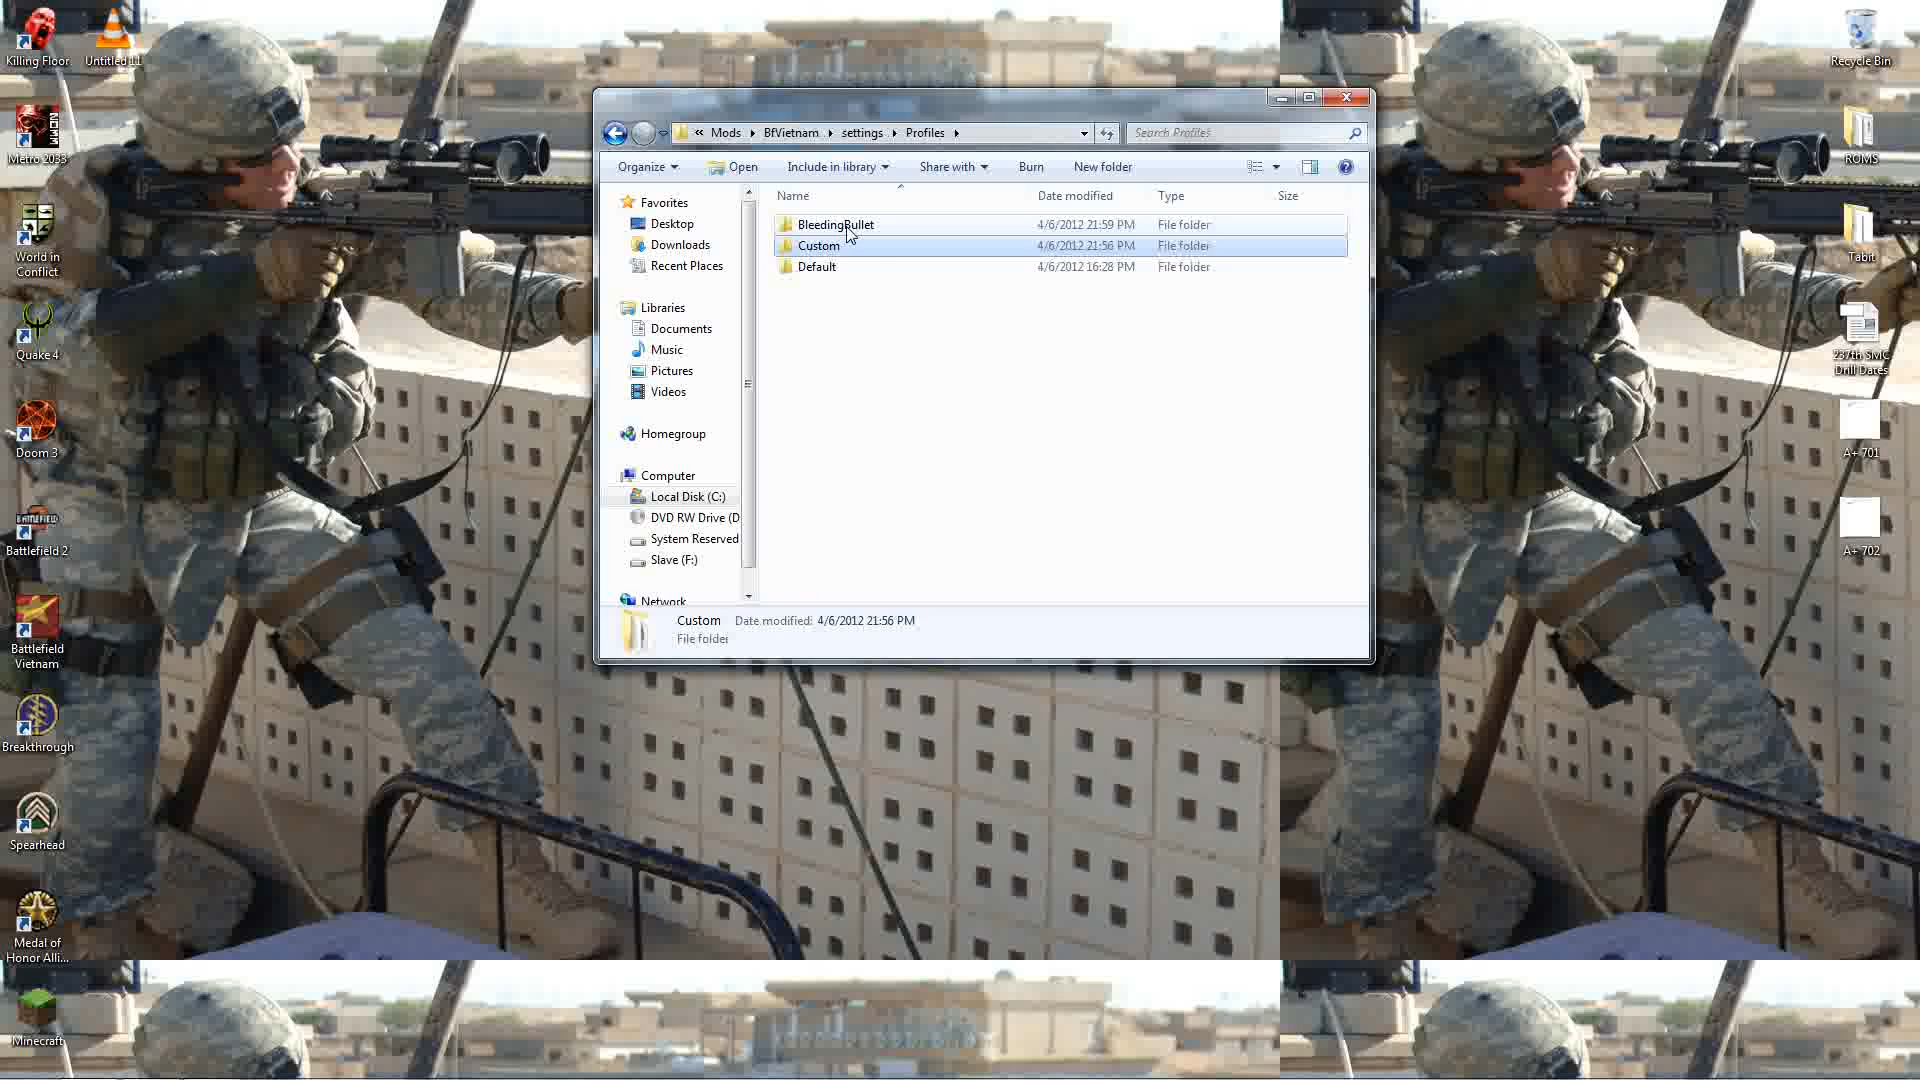 Killing Floor
Untitled 11
Metro 2033
World in
Conflict
Quake 4
Doom 3
Battlefield 2
Battlefield
Vietnam
Breakthrough
Spearhead
Medal of
Honor Alli...
Minecraft
« Mods BfVietnam settings Profiles
Search Profiles
Organize Open Include in library Share with Burn New folder
Favorites
Desktop
Downloads
Recent Places
Libraries
Documents
Music
Pictures
Videos
Homegroup
Computer
Local Disk (C:)
DVD RW Drive (D
System Reserved
Slave (F:)
Network
Name Date modified Type Size
BleedingBullet 4/6/2012 21:59 PM File folder
Custom 4/6/2012 21:56 PM File folder
Default 4/6/2012 16:28 PM File folder
Custom Date modified: 4/6/2012 21:56 PM
File folder
Recycle Bin
ROMS
Tabit
237th SMC
Drill Dates
A+ 701
A+ 702